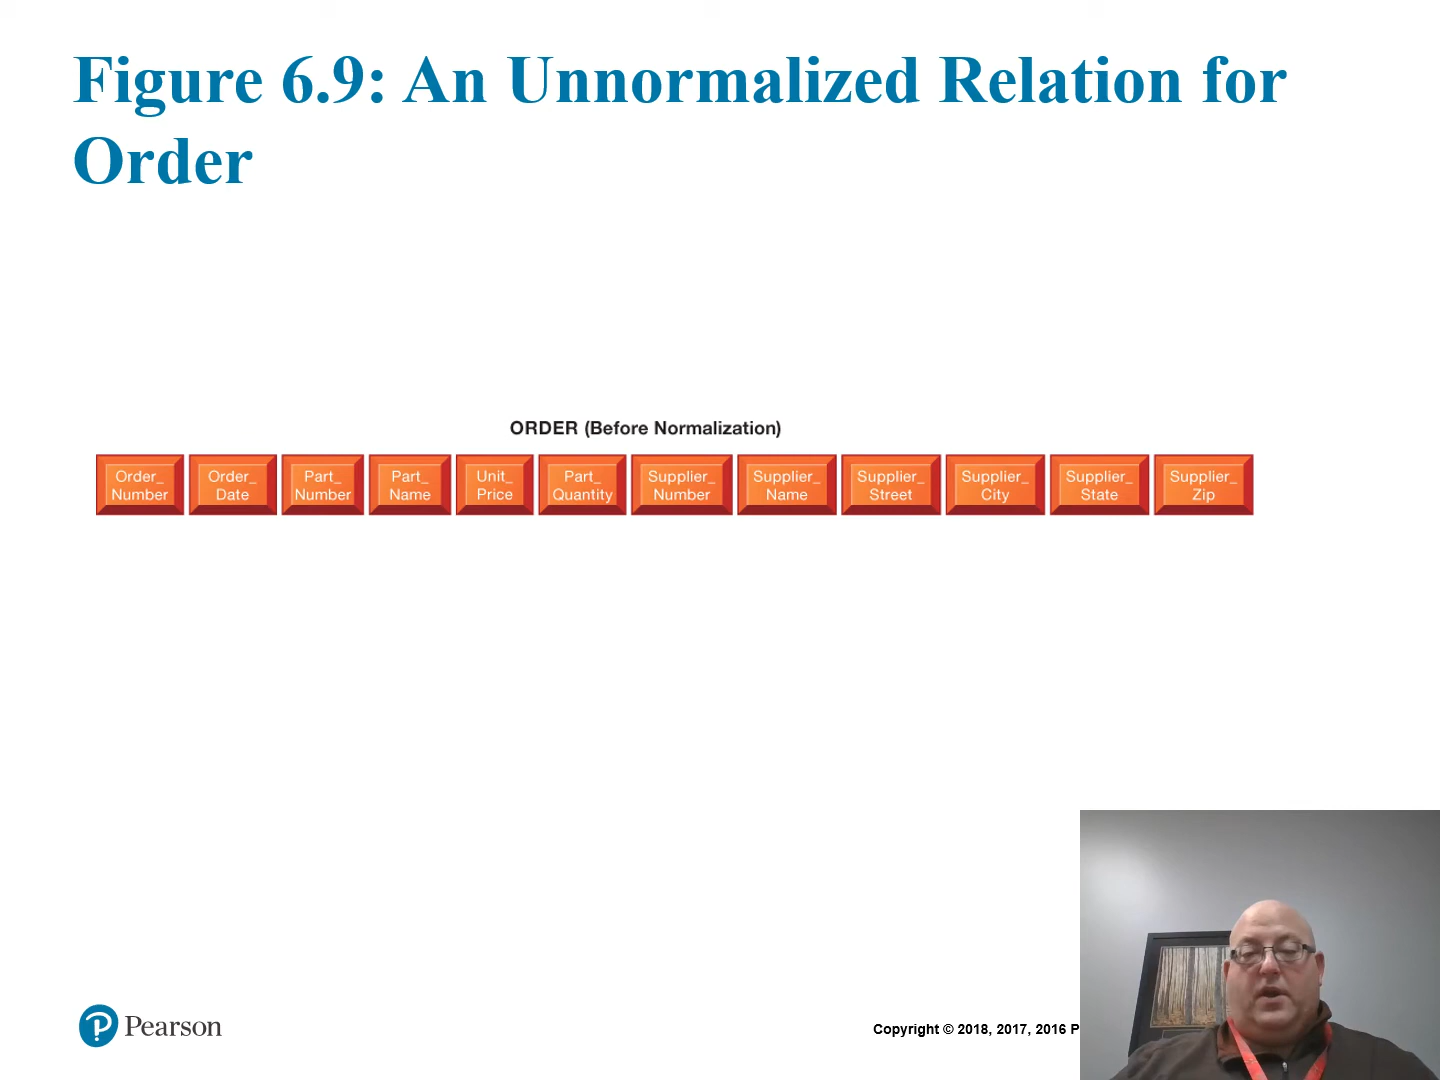 Figure 6.9: An Unnormalized Relation for
Order
ORDER (Before Normalization)
Order_ Order_ Part_ Part_ Unit_ Part_ Supplier_ Supplier_ Supplier_ Supplier_ Supplier_ Supplier_
Number Date Number Name Price Quantity Number Name Street City State Zip
Pearson
Copyright © 2018, 2017, 2016 P